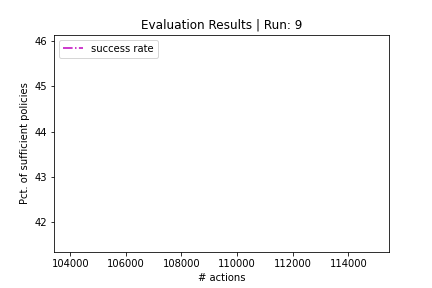 Evaluation Results | Run: 9
success rate
Pct. of sufficient policies
46
45
44
43
42
104000 106000 108000 110000 112000 114000
# actions